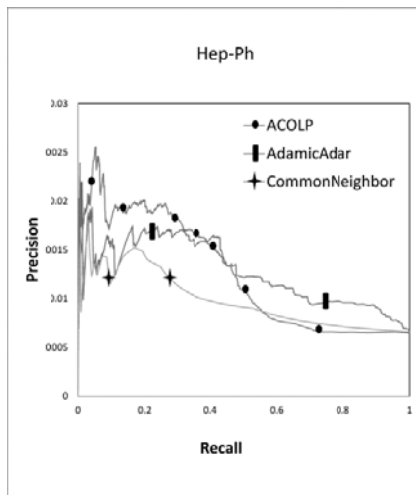 Hep-Ph
0.03
0.025
0.02
0.015
0.01
0.005
0
Precision
ACOLP
AdamicAdar
CommonNeighbor
0 0.2 0.4 0.6 0.8 1
Recall